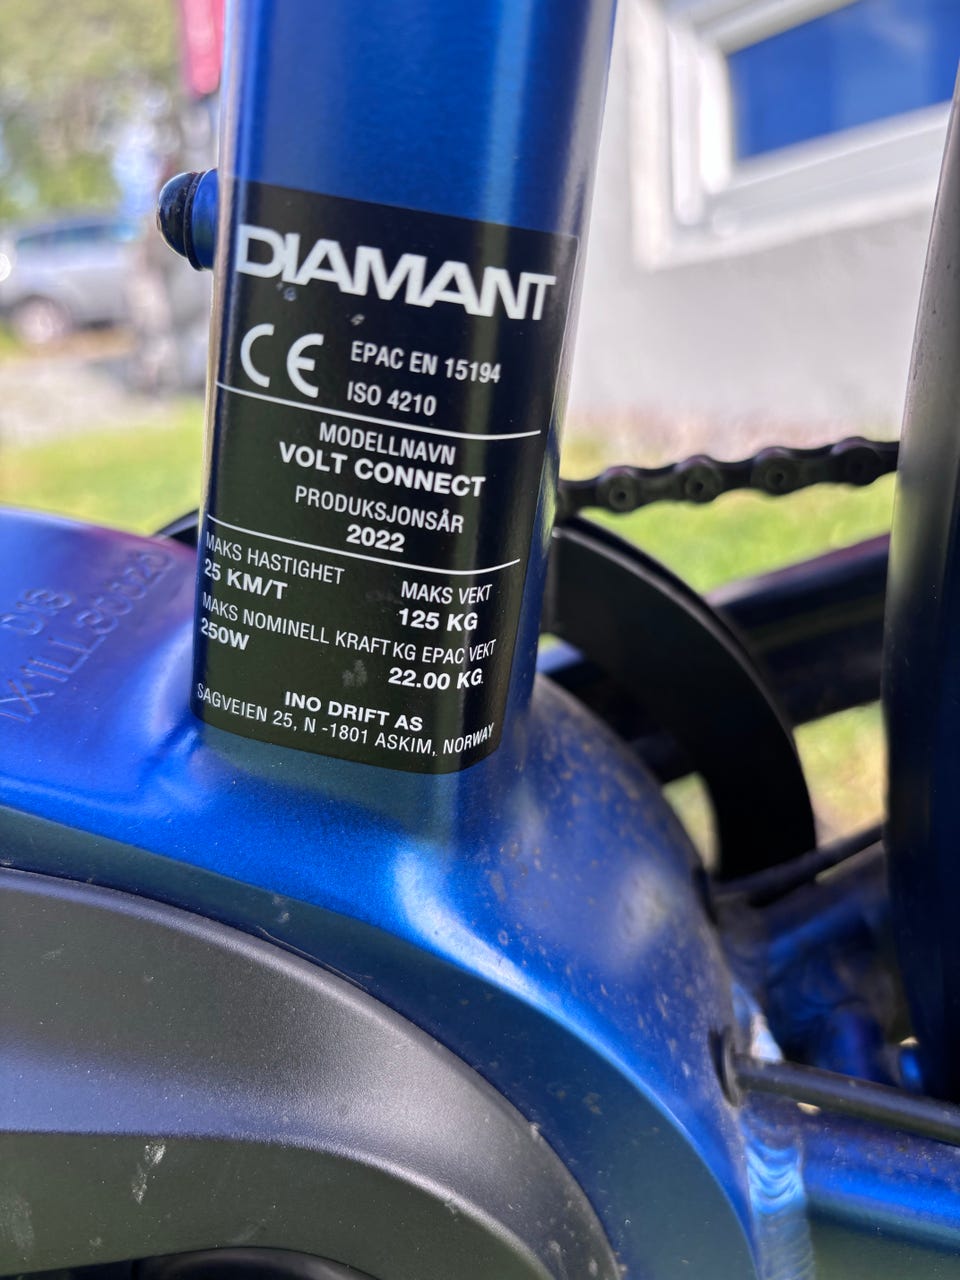 DIAMANT
CE EPAC EN 15194
ISO 4210
MODELLNAVN
VOLT CONNECT
PRODUKSJONSÅR
2022
MAKS HASTIGHET
25 KM/T
MAKS VEKT
125 KG
MAKS NOMINELL KRAFT
250W
KG EPAC VEKT
22.00 KG
INO DRIFT AS
SAGVEIEN 25, N -1801 ASKIM, NORWAY